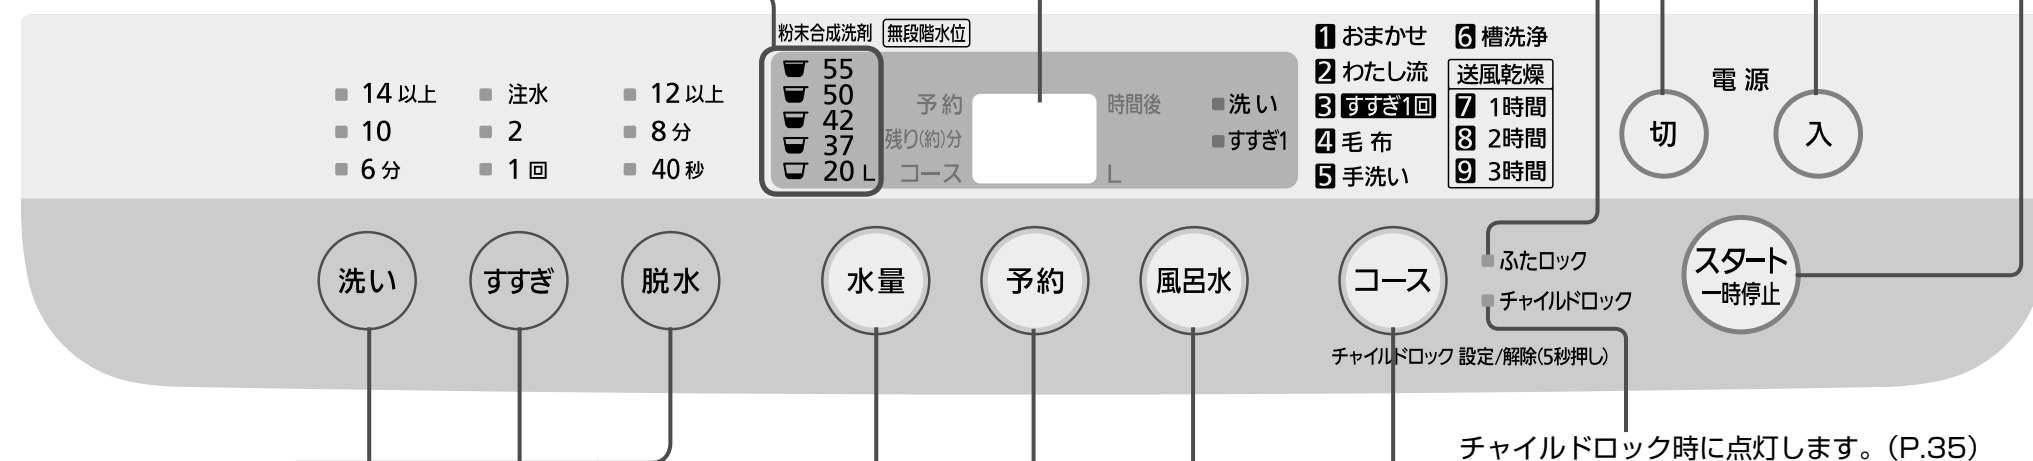 粉末合成洗剤 無段階水位
14以上 注水 12以上
10 2 8分
6分 1回 40秒
55
50
42
37
20 L
予約 時間後
残り(約)分
コース L
洗い
すすぎ1
1 おまかせ
2 わたし流
3 すすぎ1回
4 毛布
5 手洗い
6 槽洗浄
送風乾燥
7 1時間
8 2時間
9 3時間
電源
切 入
洗い すすぎ 脱水 水量 予約 風呂水 コース
ふたロック
チャイルドロック
スタート
一時停止
チャイルドロック 設定/解除(5秒押し)
チャイルドロック時に点灯します。(P.35)